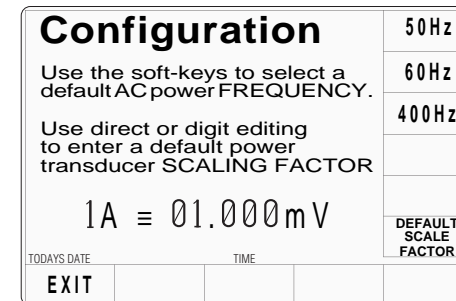 Configuration
Use the soft-keys to select a
default AC power FREQUENCY.
Use direct or digit editing
to enter a default power
transducer SCALING FACTOR
1A ≡ 01.000mV
TODAYS DATE
TIME
EXIT
50Hz
60Hz
400Hz
DEFAULT
SCALE
FACTOR